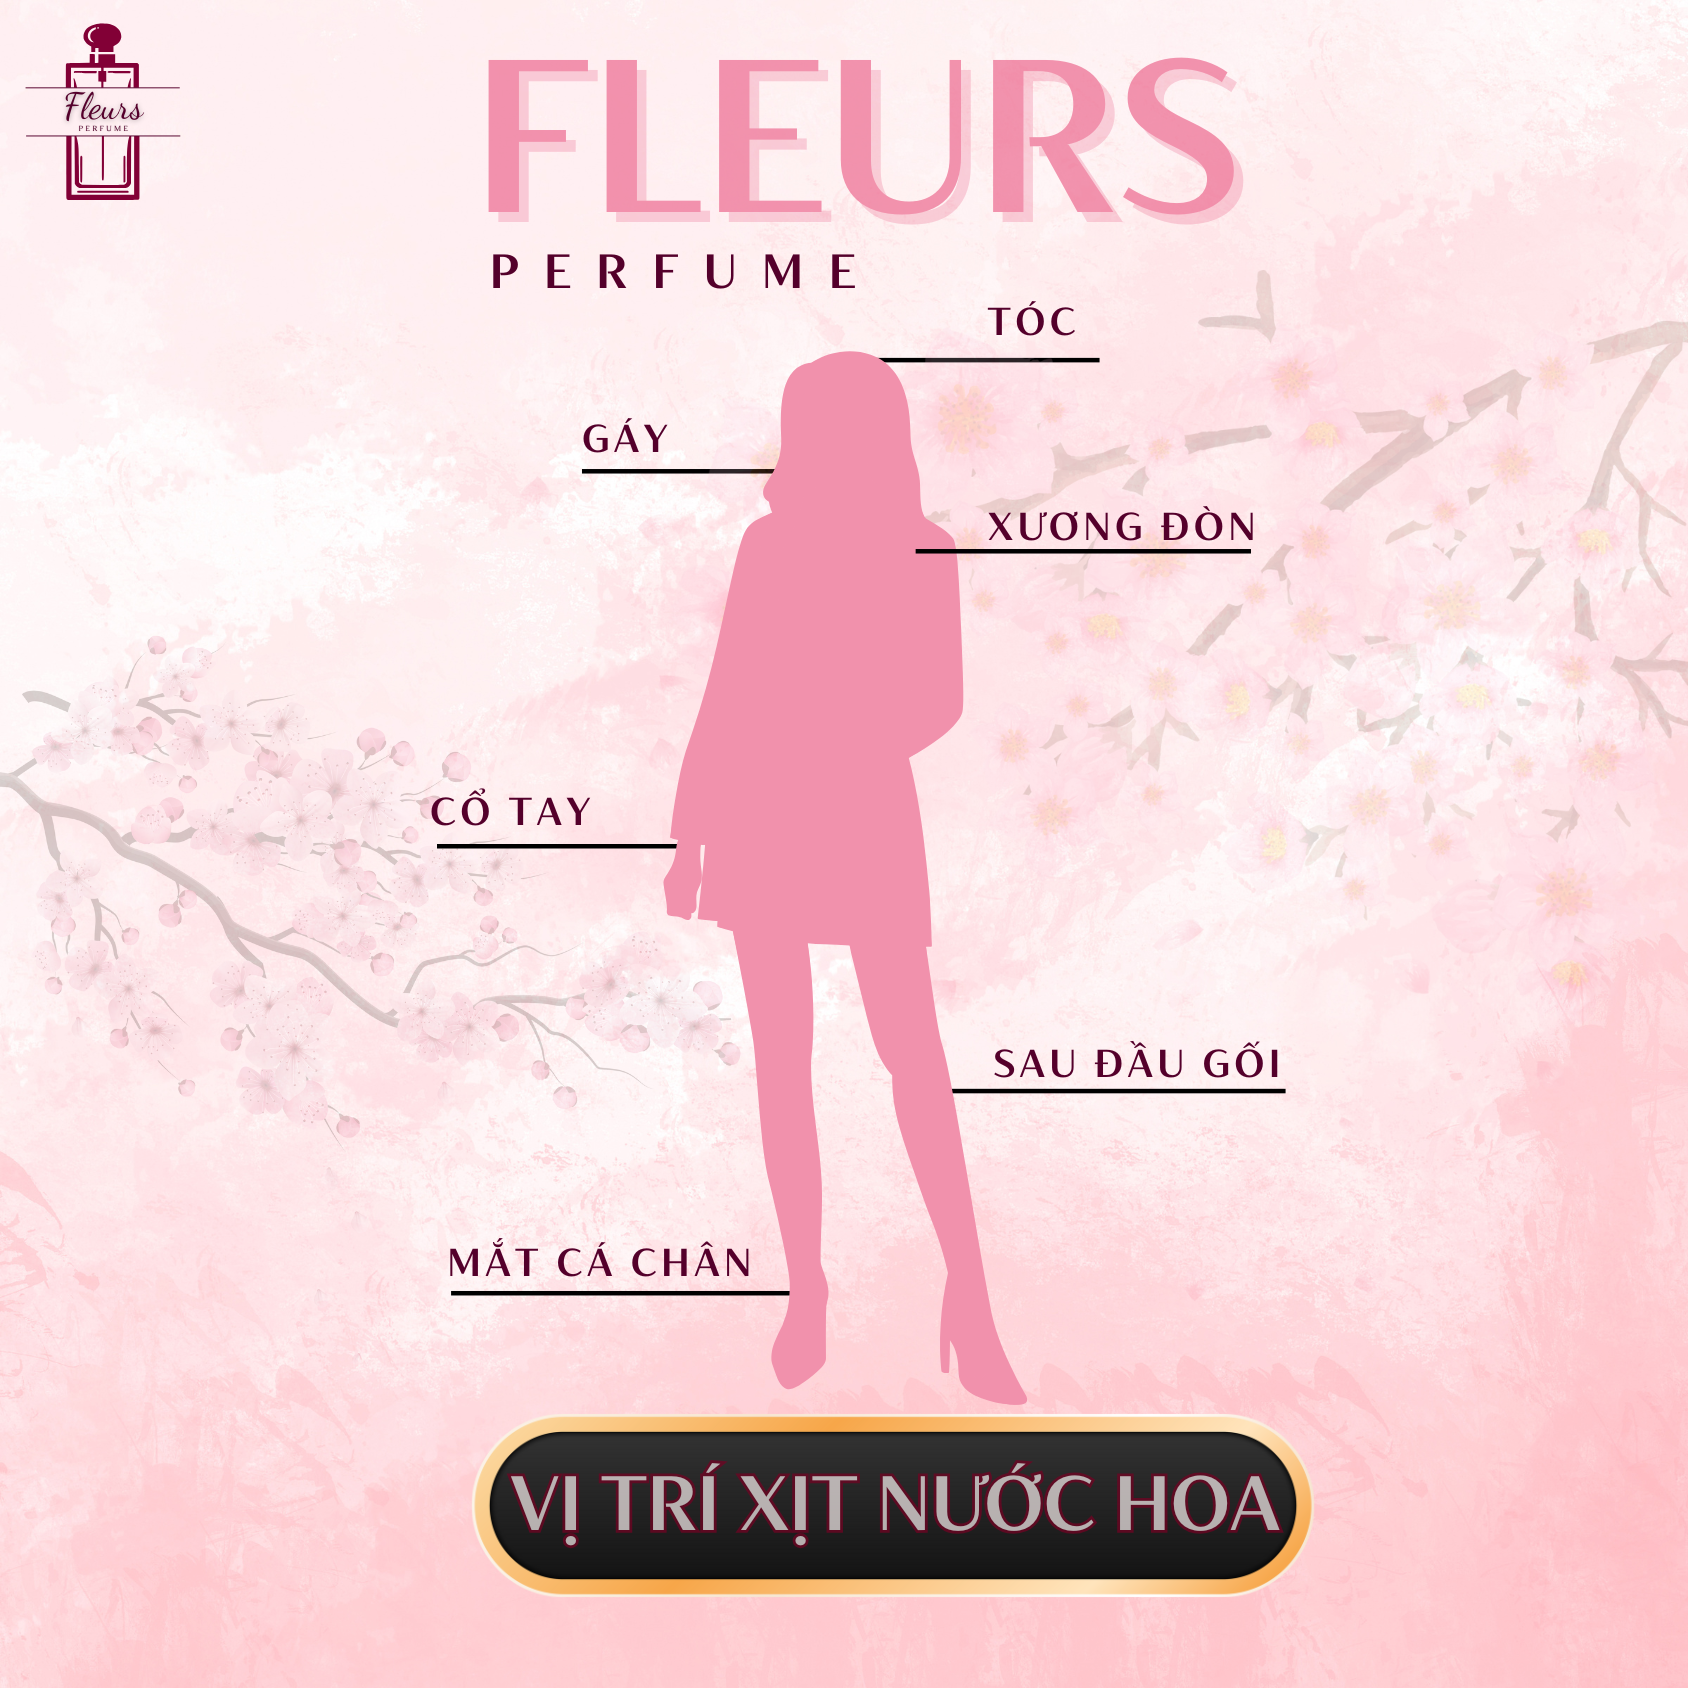 Fleurs
PERFUME
FLEURS
PERFUME
TÓC
GÁY
XƯƠNG ĐÒN
CỔ TAY
SAU ĐẦU GỐI
MẮT CÁ CHÂN
VỊ TRÍ XỊT NƯỚC HOA